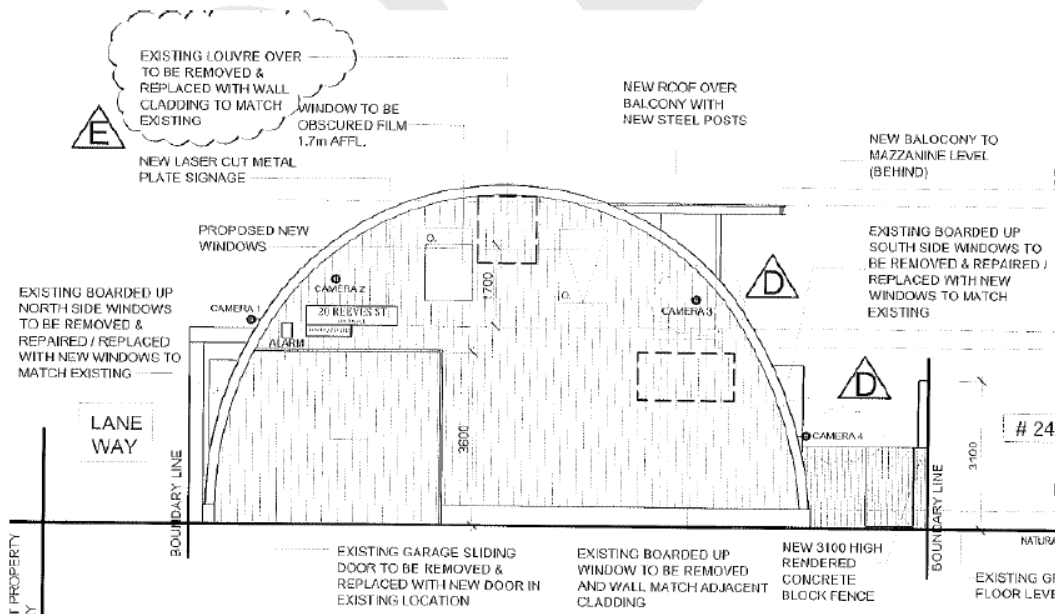 EXISTING LOUVRE OVER
TO BE REMOVED &
REPLACED WITH WALL
CLADDING TO MATCH
EXISTING
E
WINDOW TO BE
OBSCURED FILM
1.7m AFFL.
NEW LASER CUT METAL
PLATE SIGNAGE
NEW ROOF OVER
BALCONY WITH
NEW STEEL POSTS
NEW BALOCONY TO
MAZZANINE LEVEL
(BEHIND)
PROPOSED NEW
WINDOWS
EXISTING BOARDED UP
SOUTH SIDE WINDOWS TO
BE REMOVED & REPAIRED /
REPLACED WITH NEW
WINDOWS TO MATCH
EXISTING
D
EXISTING BOARDED UP
NORTH SIDE WINDOWS
TO BE REMOVED &
REPAIRED / REPLACED
WITH NEW WINDOWS TO
MATCH EXISTING
CAMERA 1
CAMERA 2
20 REEVES ST.
ALARM
O.
O.
1700
CAMERA 3
D
CAMERA 4
LANE
WAY
3600
3100
# 24
BOUNDARY LINE
BOUNDARY LINE
PROPERTY
EXISTING GARAGE SLIDING
DOOR TO BE REMOVED &
REPLACED WITH NEW DOOR IN
EXISTING LOCATION
EXISTING BOARDED UP
WINDOW TO BE REMOVED
AND WALL MATCH ADJACENT
CLADDING
NEW 3100 HIGH
RENDERED
CONCRETE
BLOCK FENCE
NATURA
EXISTING
FLOOR LEVE